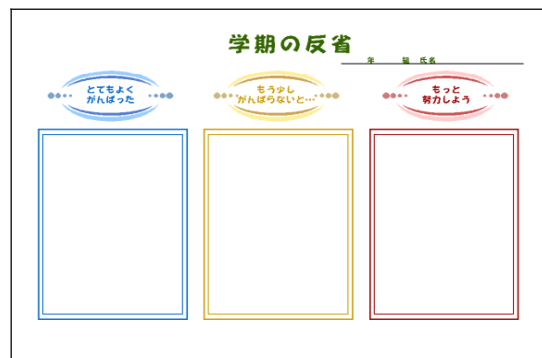 学期の反省
年 組 氏名
とてもよく
がんばった
もう少し
がんばらないと…
もっと
努力しよう